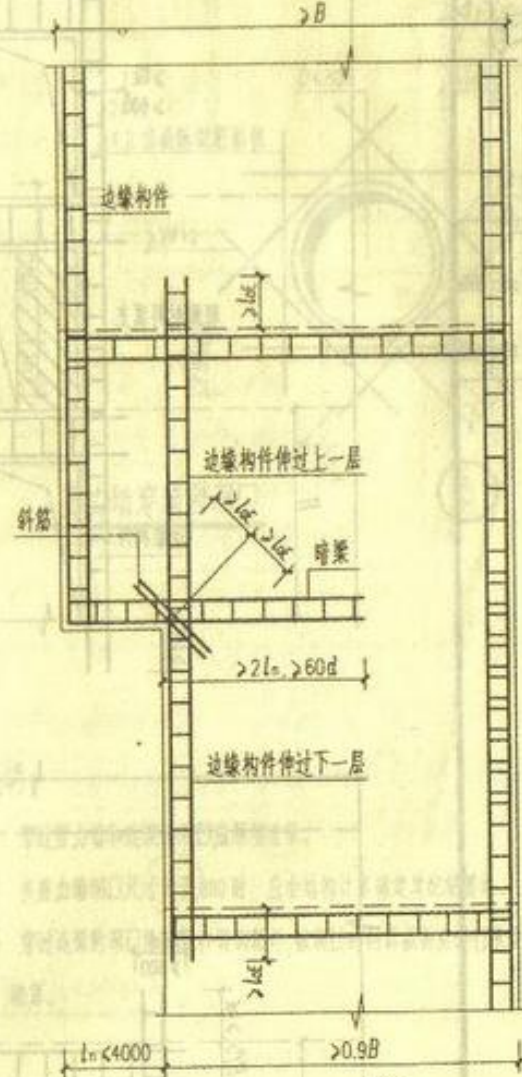 ≥B
边缘构件
≥laE
边缘构件伸过上一层
斜筋
≥laE
≥laE
暗梁
≥2ln, ≥60d
边缘构件伸过下一层
≥laE
ln≤4000
≥0.9B